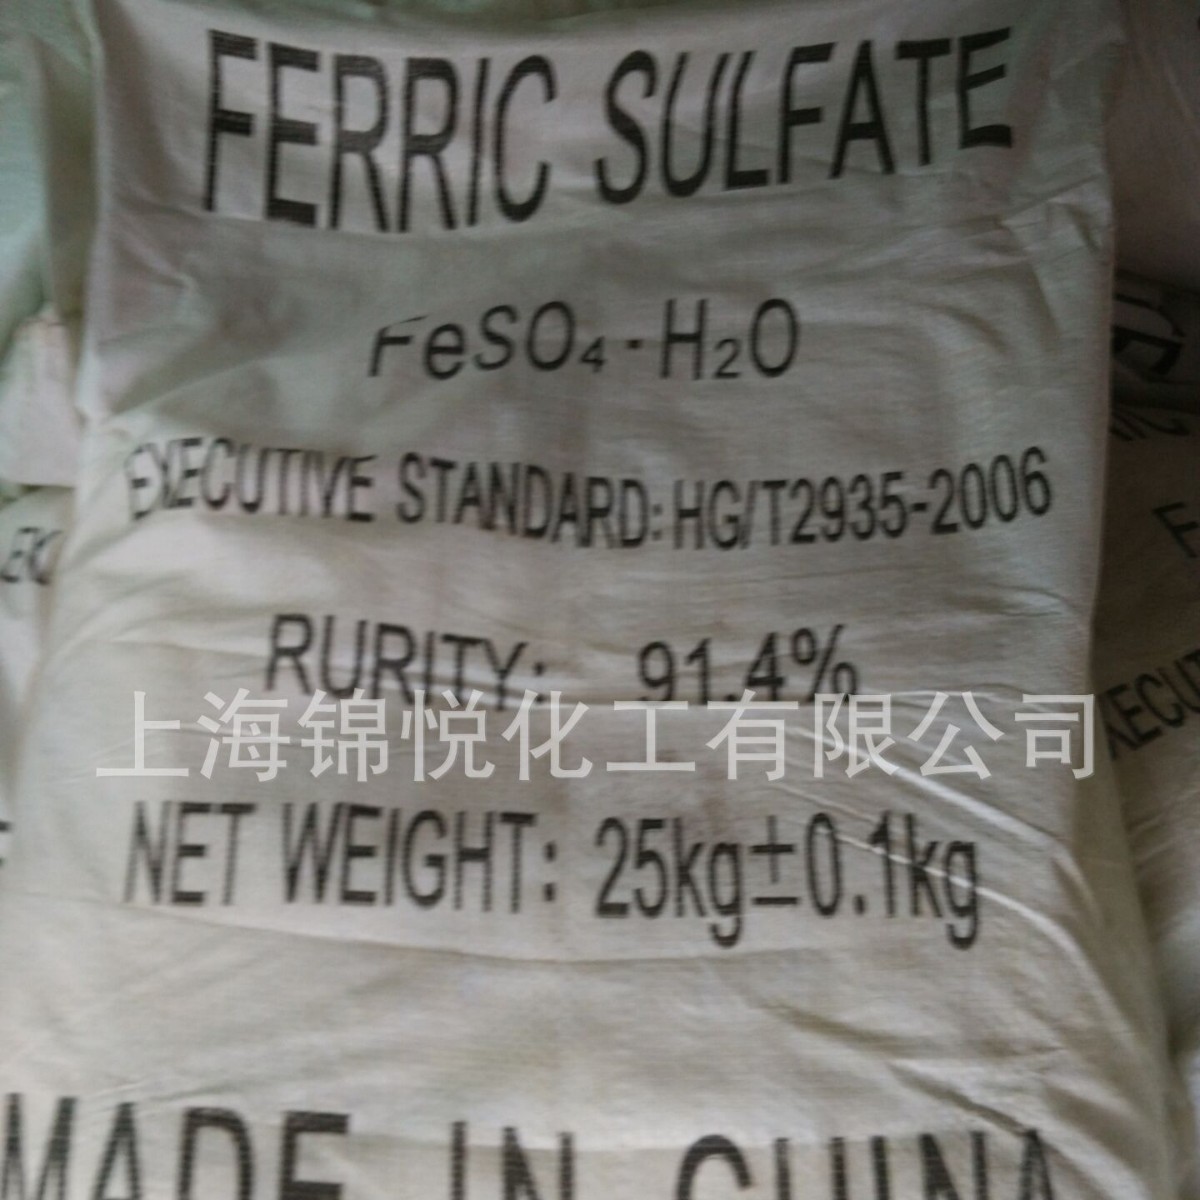 FERRIC SULFATE
FeSO4·H2O
EXECUTIVE STANDARD:HG/T2935-2006
RURITY: 91.4%
上海锦悦化工有限公司
NET WEIGHT: 25kg±0.1kg
MADE IN CHINA